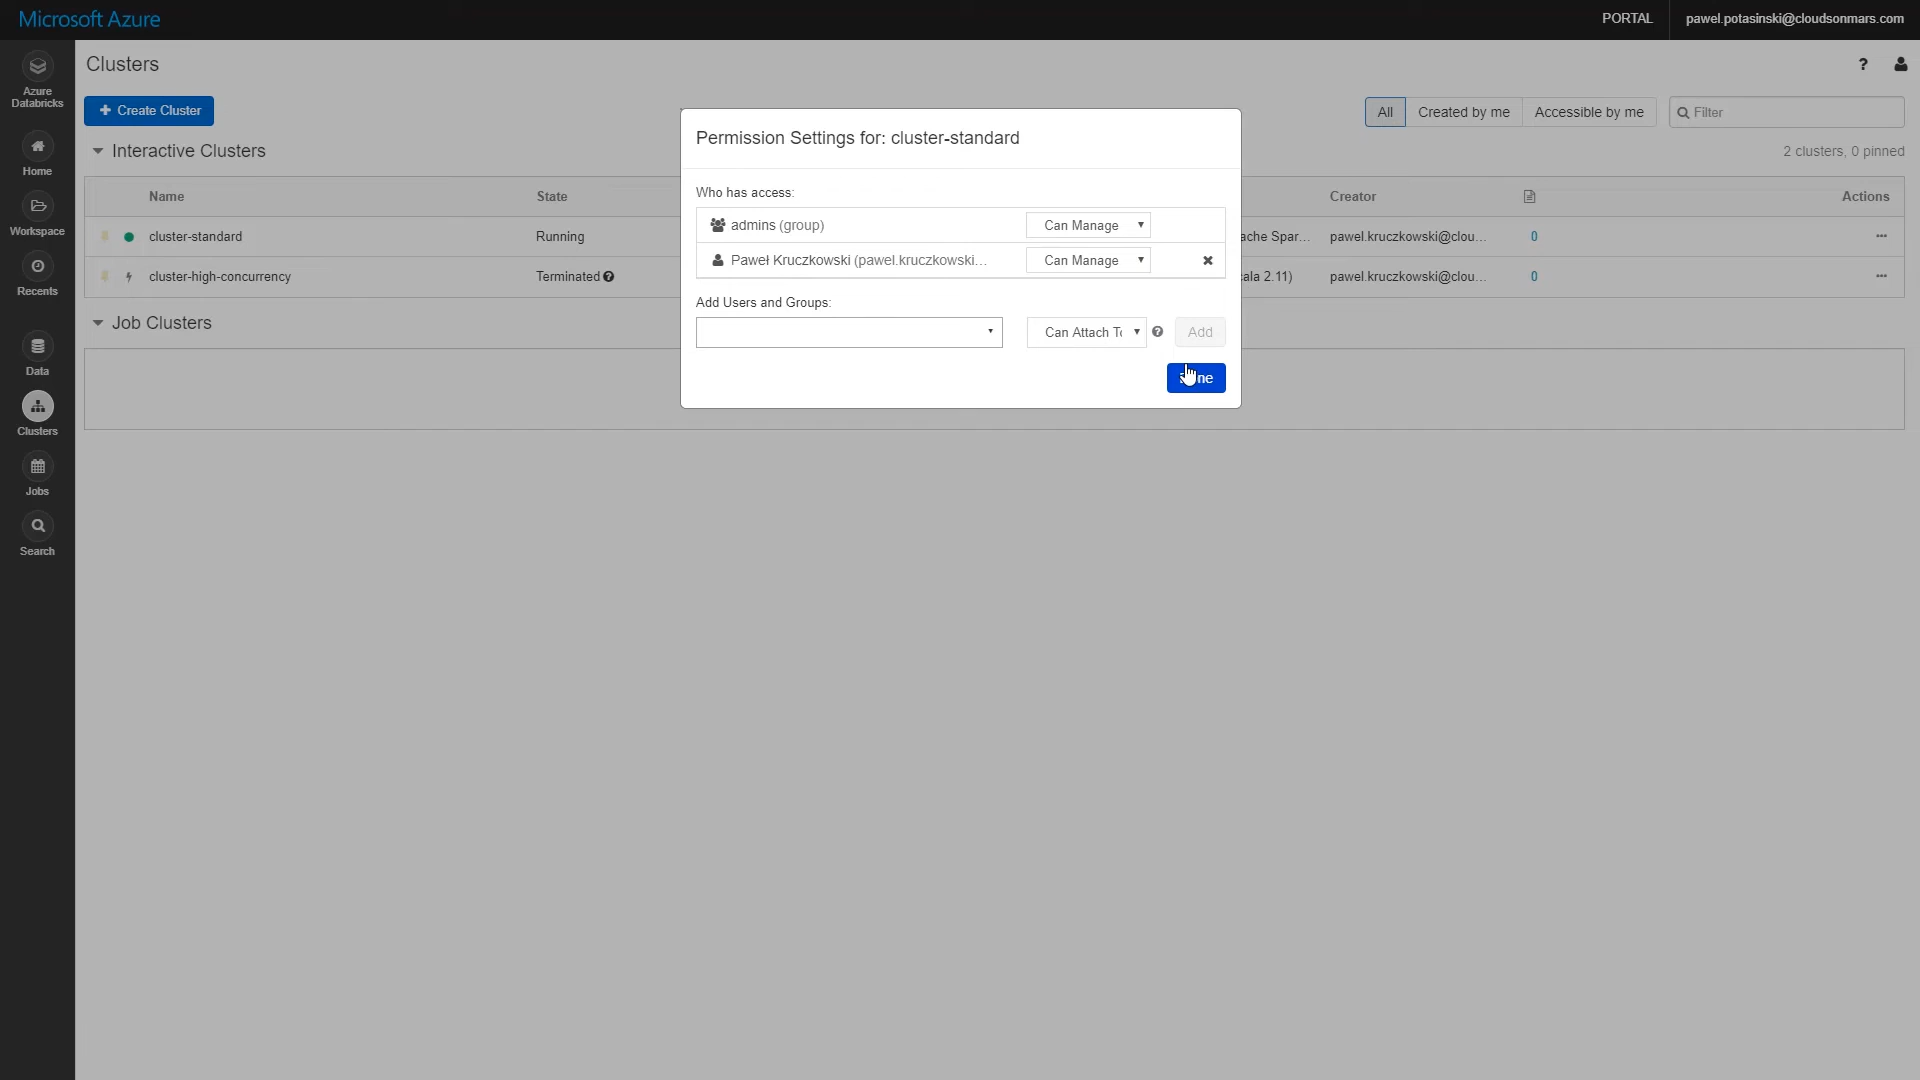 Microsoft Azure
PORTAL
pawel.potasinski@cloudsonmars.com
Azure
Databricks
Home
Workspace
Recents
Data
Clusters
Jobs
Search
Clusters
?
+ Create Cluster
All
Created by me
Accessible by me
Filter
Interactive Clusters
2 clusters, 0 pinned
Name
State
Creator
Actions
cluster-standard
Running
ache Spar...
pawel.kruczkowski@clou...
0
cluster-high-concurrency
Terminated ?
cala 2.11)
pawel.kruczkowski@clou...
0
Job Clusters
Permission Settings for: cluster-standard
Who has access:
admins (group)
Can Manage
Paweł Kruczkowski (pawel.kruczkowski...
Can Manage
Add Users and Groups:
Can Attach To
?
Add